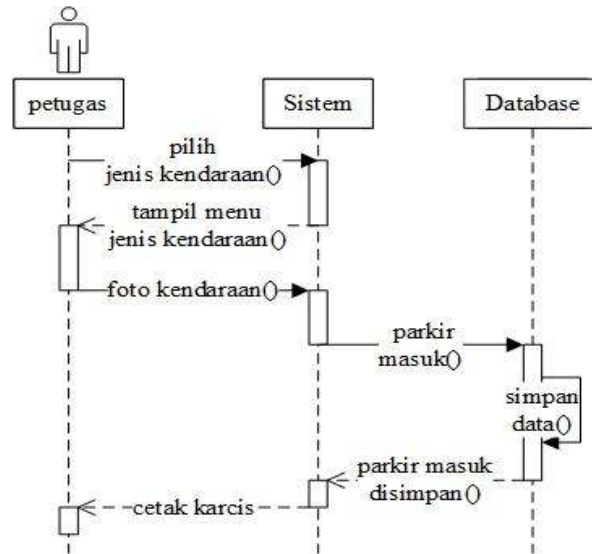 petugas
Sistem
Database
pilih
jenis kendaraan()
tampil menu
jenis kendaraan()
foto kendaraan()
parkir
masuk()
simpan
data()
parkir masuk
disimpan()
cetak karcis